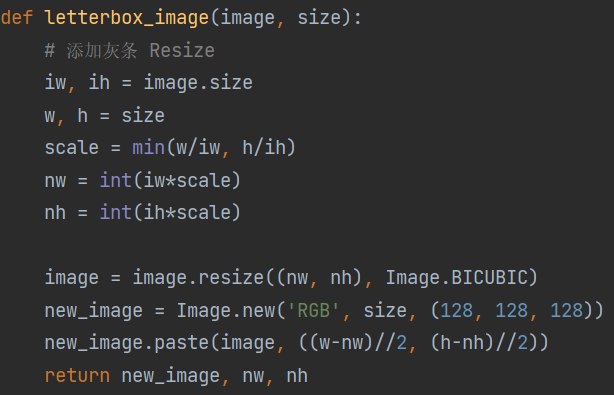 def letterbox_image(image, size):
    # 添加灰条 Resize
    iw, ih = image.size
    w, h = size
    scale = min(w/iw, h/ih)
    nw = int(iw*scale)
    nh = int(ih*scale)

    image = image.resize((nw, nh), Image.BICUBIC)
    new_image = Image.new('RGB', size, (128, 128, 128))
    new_image.paste(image, ((w-nw)//2, (h-nh)//2))
    return new_image, nw, nh